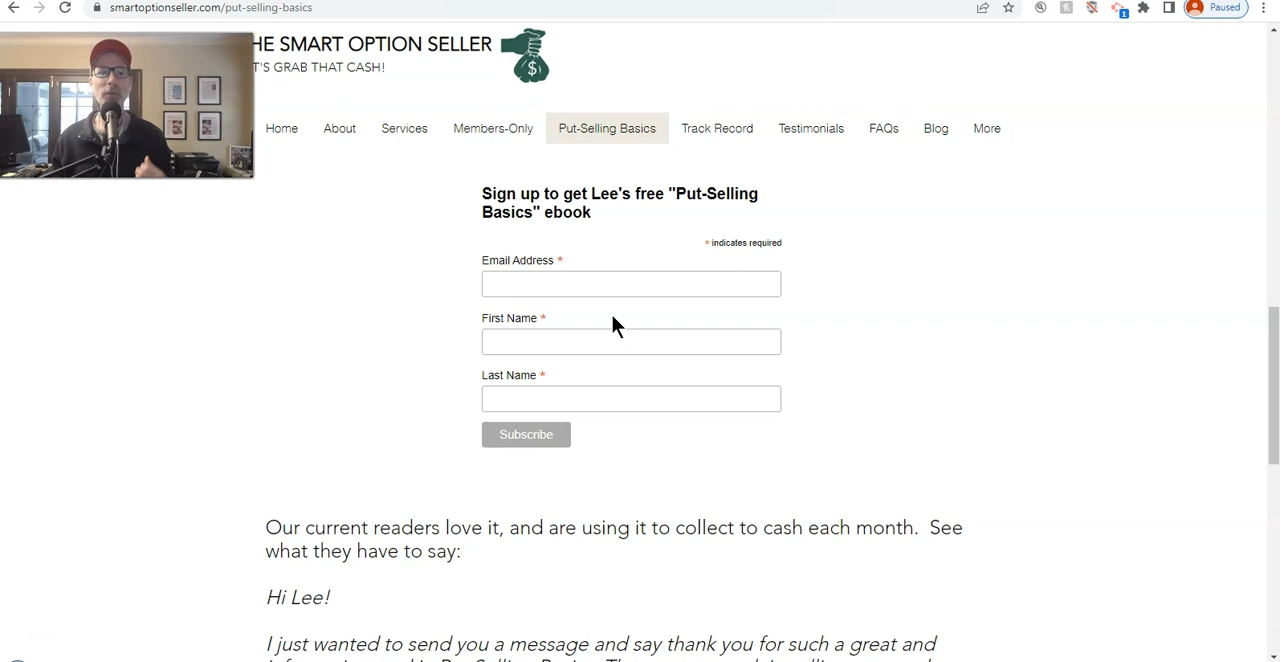 smartoptionseller.com/put-selling-basics
1
Paused
HE SMART OPTION SELLER
T'S GRAB THAT CASH!
$
Home About Services Members-Only Put-Selling Basics Track Record Testimonials FAQs Blog More
Sign up to get Lee's free "Put-Selling
Basics" ebook
* indicates required
Email Address *
First Name *
Last Name *
Subscribe
Our current readers love it, and are using it to collect to cash each month. See
what they have to say:
Hi Lee!
I just wanted to send you a message and say thank you for such a great and